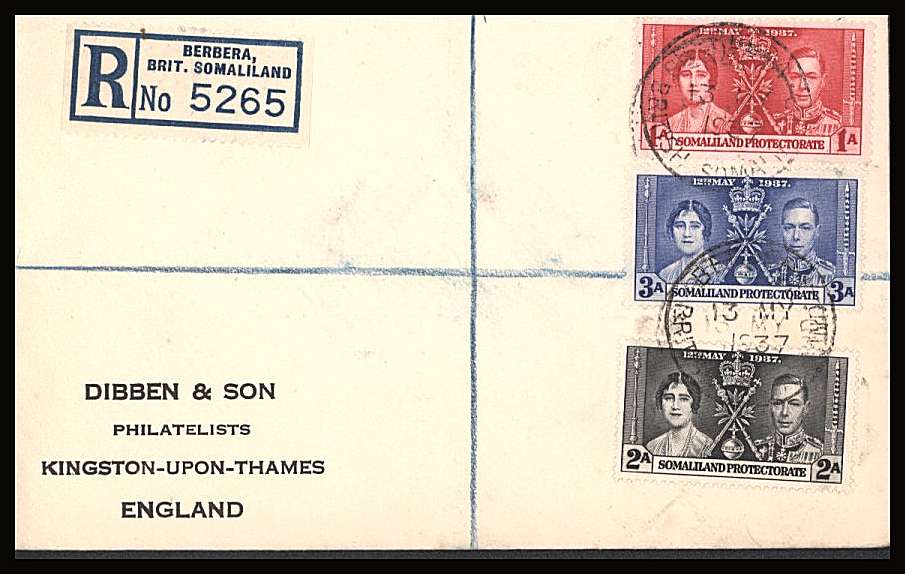 R
BERBERA,
BRIT. SOMALILAND
No 5265
12TH MAY 1937.
1A
SOMALILAND PROTECTORATE
12TH MAY 1937.
3A SOMALILAND PROTECTORATE 3A
13 MY
1937
12TH MAY 1937.
2A SOMALILAND PROTECTORATE 2A
DIBBEN & SON
PHILATELISTS
KINGSTON-UPON-THAMES
ENGLAND